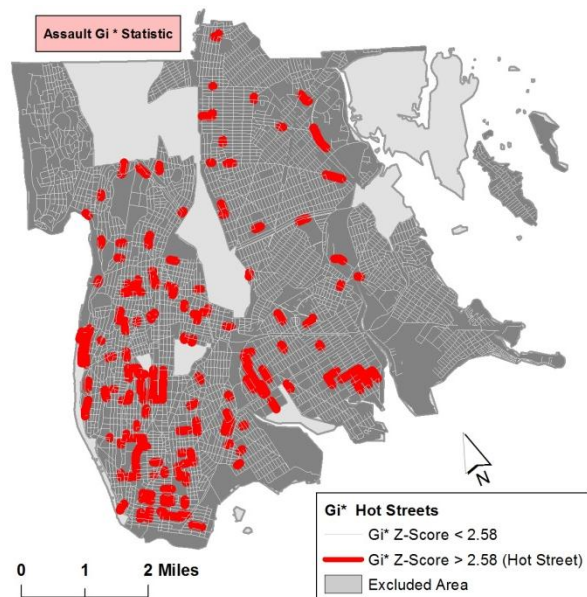 Assault Gi * Statistic
N
Gi* Hot Streets
Gi* Z-Score < 2.58
Gi* Z-Score > 2.58 (Hot Street)
Excluded Area
0 1 2 Miles